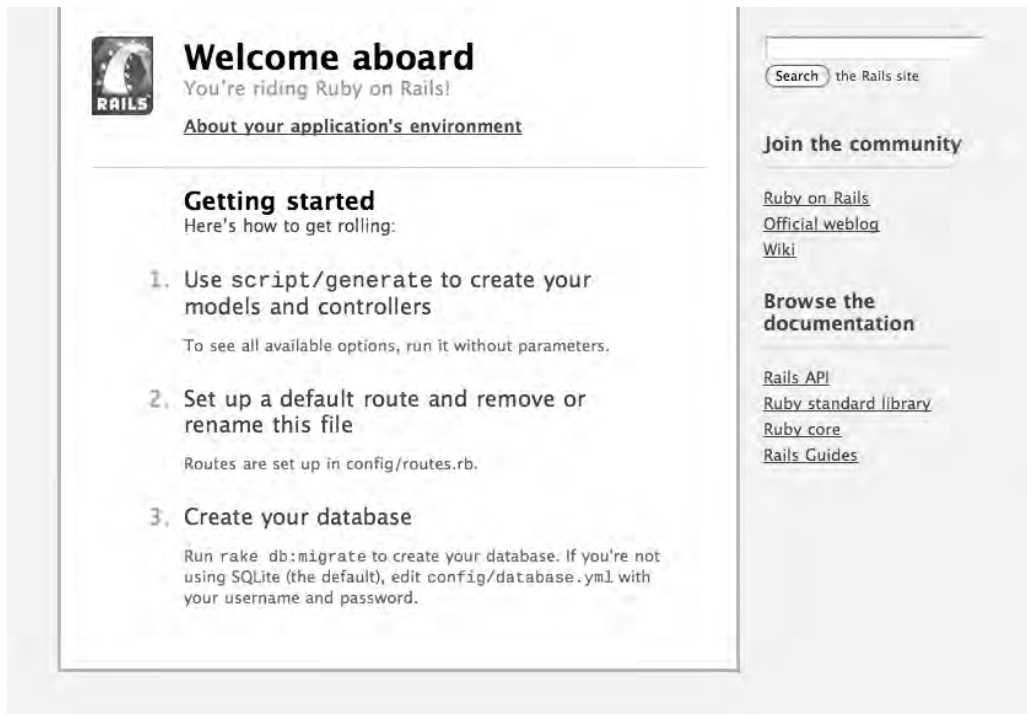 RAILS
Welcome aboard
You're riding Ruby on Rails!
About your application's environment
Getting started
Here's how to get rolling:
1. Use script/generate to create your
models and controllers
To see all available options, run it without parameters.
2. Set up a default route and remove or
rename this file
Routes are set up in config/routes.rb.
3. Create your database
Run rake db:migrate to create your database. If you're not
using SQLite (the default), edit config/database.yml with
your username and password.
Search the Rails site
Join the community
Ruby on Rails
Official weblog
Wiki
Browse the
documentation
Rails API
Ruby standard library
Ruby core
Rails Guides